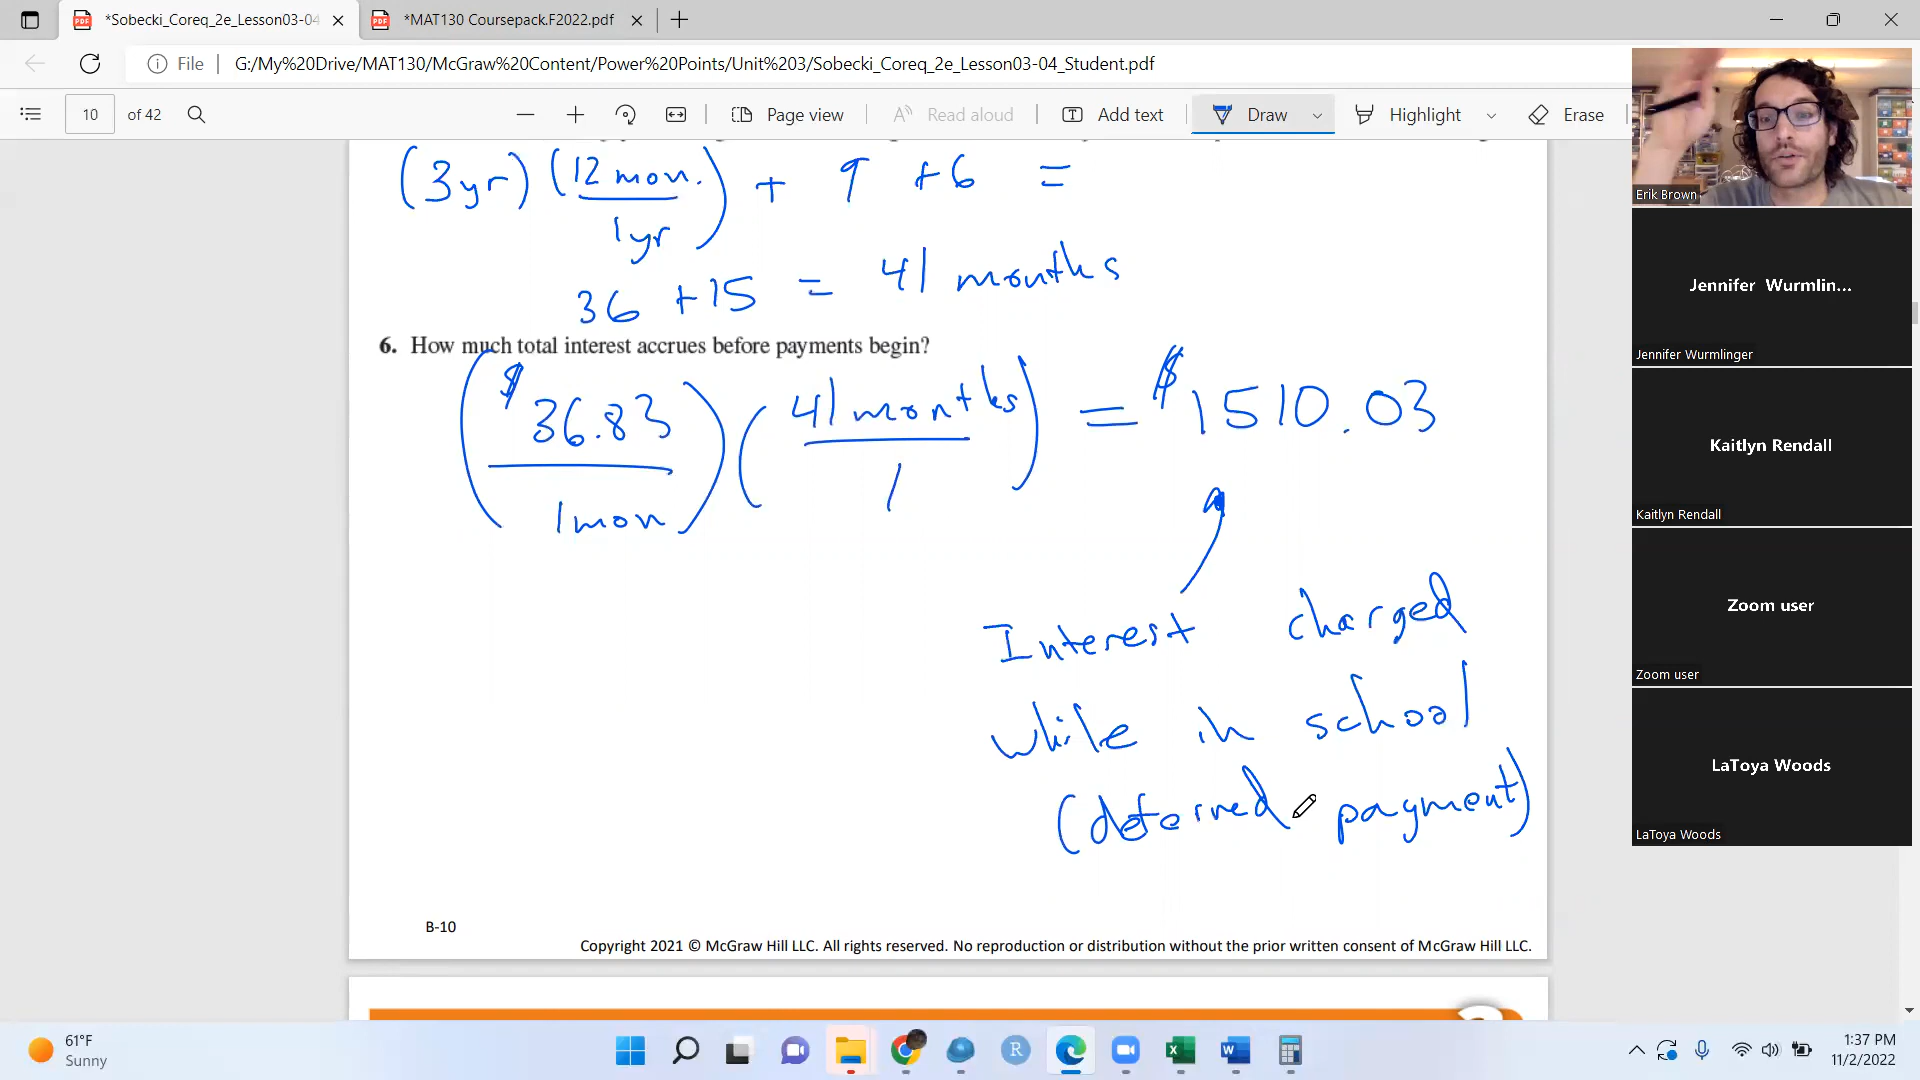 *Sobecki_Coreq_2e_Lesson03-04
*MAT130 Coursepack.F2022.pdf
File
G:/My%20Drive/MAT130/McGraw%20Content/Power%20Points/Unit%203/Sobecki_Coreq_2e_Lesson03-04_Student.pdf
10 of 42
Page view
Read aloud
Add text
Draw
Highlight
Erase
(3yr) (12 mon. / 1yr) + 9 + 6 =
36 + 15 = 41 months
6. How much total interest accrues before payments begin?
($36.83 / 1mon) (41 months / 1) = $1510.03
Interest charged
while in school
(deferred payment)
B-10
Copyright 2021 © McGraw Hill LLC. All rights reserved. No reproduction or distribution without the prior written consent of McGraw Hill LLC.
Erik Brown
Jennifer Wurmlin...
Jennifer Wurmlinger
Kaitlyn Rendall
Kaitlyn Rendall
Zoom user
Zoom user
LaToya Woods
LaToya Woods
61°F
Sunny
R
1:37 PM
11/2/2022